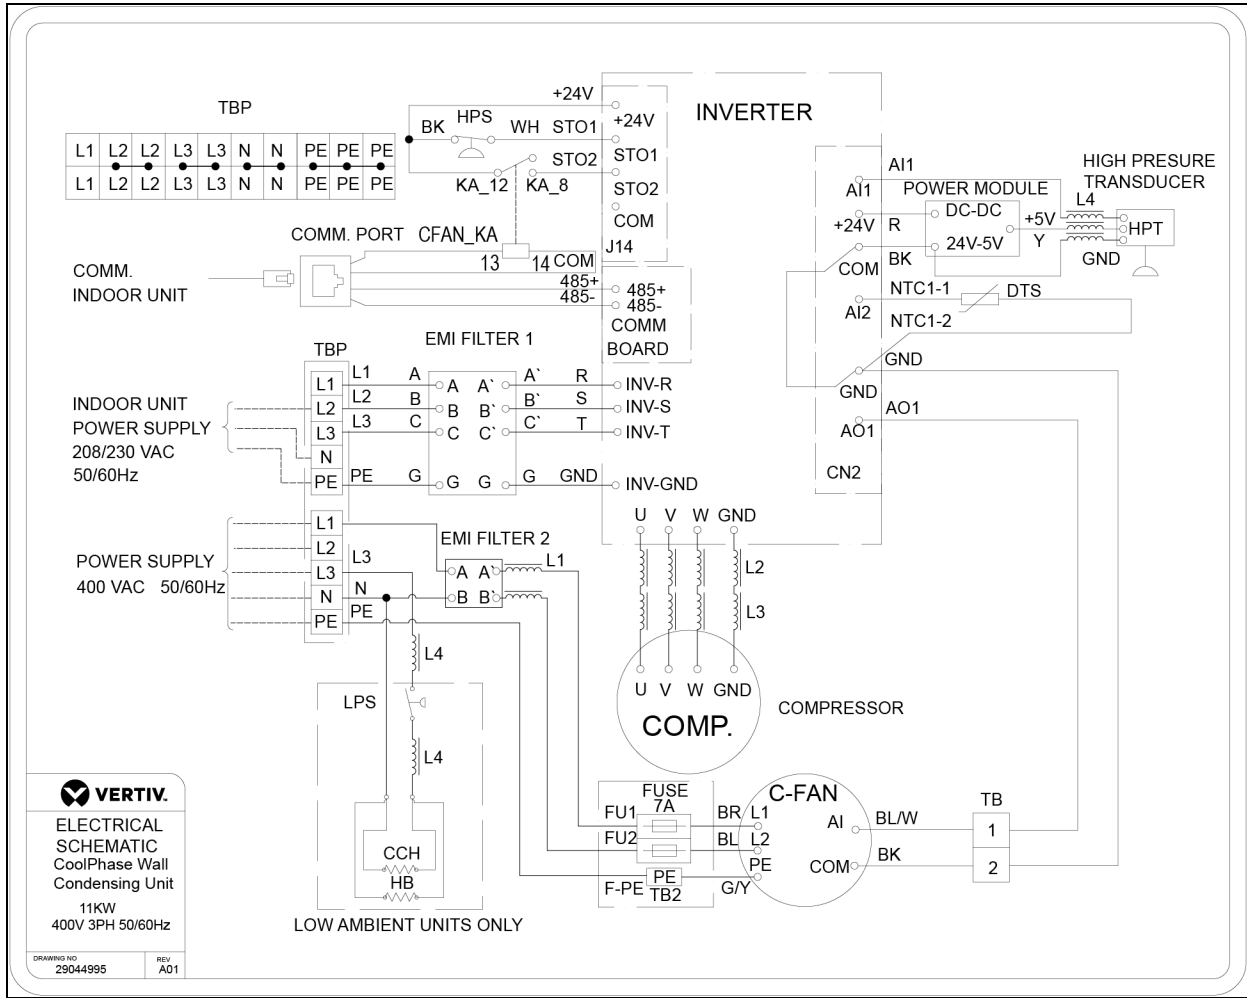 TBP
L1 L2 L2 L3 L3 N N PE PE PE
L1 L2 L2 L3 L3 N N PE PE PE
+24V
HPS
BK
WH
STO1
STO2
KA_12
KA_8
+24V
STO1
STO2
COM
J14
INVERTER
COMM. PORT
CFAN_KA
13
14
COM
COMM.
INDOOR UNIT
485+
485-
485+
485-
COMM
BOARD
AI1
AI1
+24V
COM
AI2
GND
AO1
CN2
POWER MODULE
R
DC-DC
BK
24V-5V
+5V
Y
L4
GND
HIGH PRESURE
TRANSDUCER
HPT
NTC1-1
DTS
NTC1-2
GND
AO1
TBP
EMI FILTER 1
INDOOR UNIT
POWER SUPPLY
208/230 VAC
50/60Hz
L1 L1 A A A` A` R INV-R
L2 L2 B B B` B` S INV-S
L3 L3 C C C` C` T INV-T
N
PE PE G G G G GND INV-GND
POWER SUPPLY
400 VAC 50/60Hz
L1
L2
L3 L3
N N
PE PE
EMI FILTER 2
A A`
B B`
L1
U V W GND
L2
L3
U V W GND
COMP.
COMPRESSOR
L4
LPS
L4
CCH
HB
LOW AMBIENT UNITS ONLY
FUSE
7A
FU1
FU2
F-PE
PE
TB2
BR L1
BL L2
PE
G/Y
C-FAN
AI
COM
BL/W
BK
TB
1
2
VERTIV.
ELECTRICAL
SCHEMATIC
CoolPhase Wall
Condensing Unit
11KW
400V 3PH 50/60Hz
DRAWING NO
29044995
REV
A01